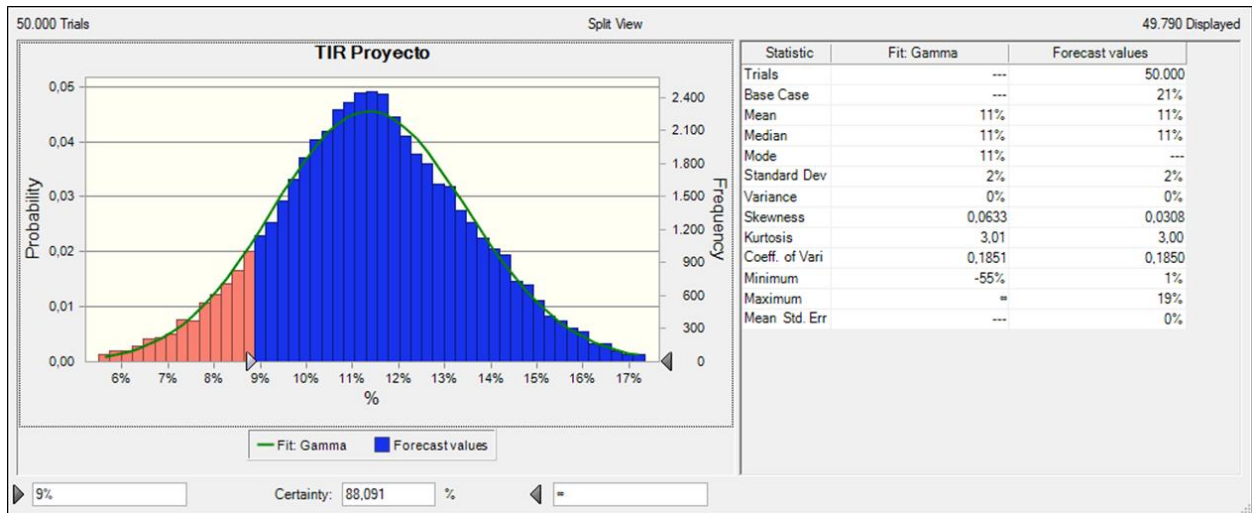 50.000 Trials Split View 49.790 Displayed
TIR Proyecto
Probability
0,05
0,04
0,03
0,02
0,01
0,00
2.400
2.100
1.800
1.500
1.200
900
600
300
0
Frequency
6% 7% 8% 9% 10% 11% 12% 13% 14% 15% 16% 17%
%
Fit: Gamma Forecast values
Statistic Fit: Gamma Forecast values
Trials --- 50.000
Base Case --- 21%
Mean 11% 11%
Median 11% 11%
Mode 11% ---
Standard Dev 2% 2%
Variance 0% 0%
Skewness 0,0633 0,0308
Kurtosis 3,01 3,00
Coeff. of Vari 0,1851 0,1850
Minimum -55% 1%
Maximum ∞ 19%
Mean Std. Err --- 0%
9% Certainty: 88,091 % ∞